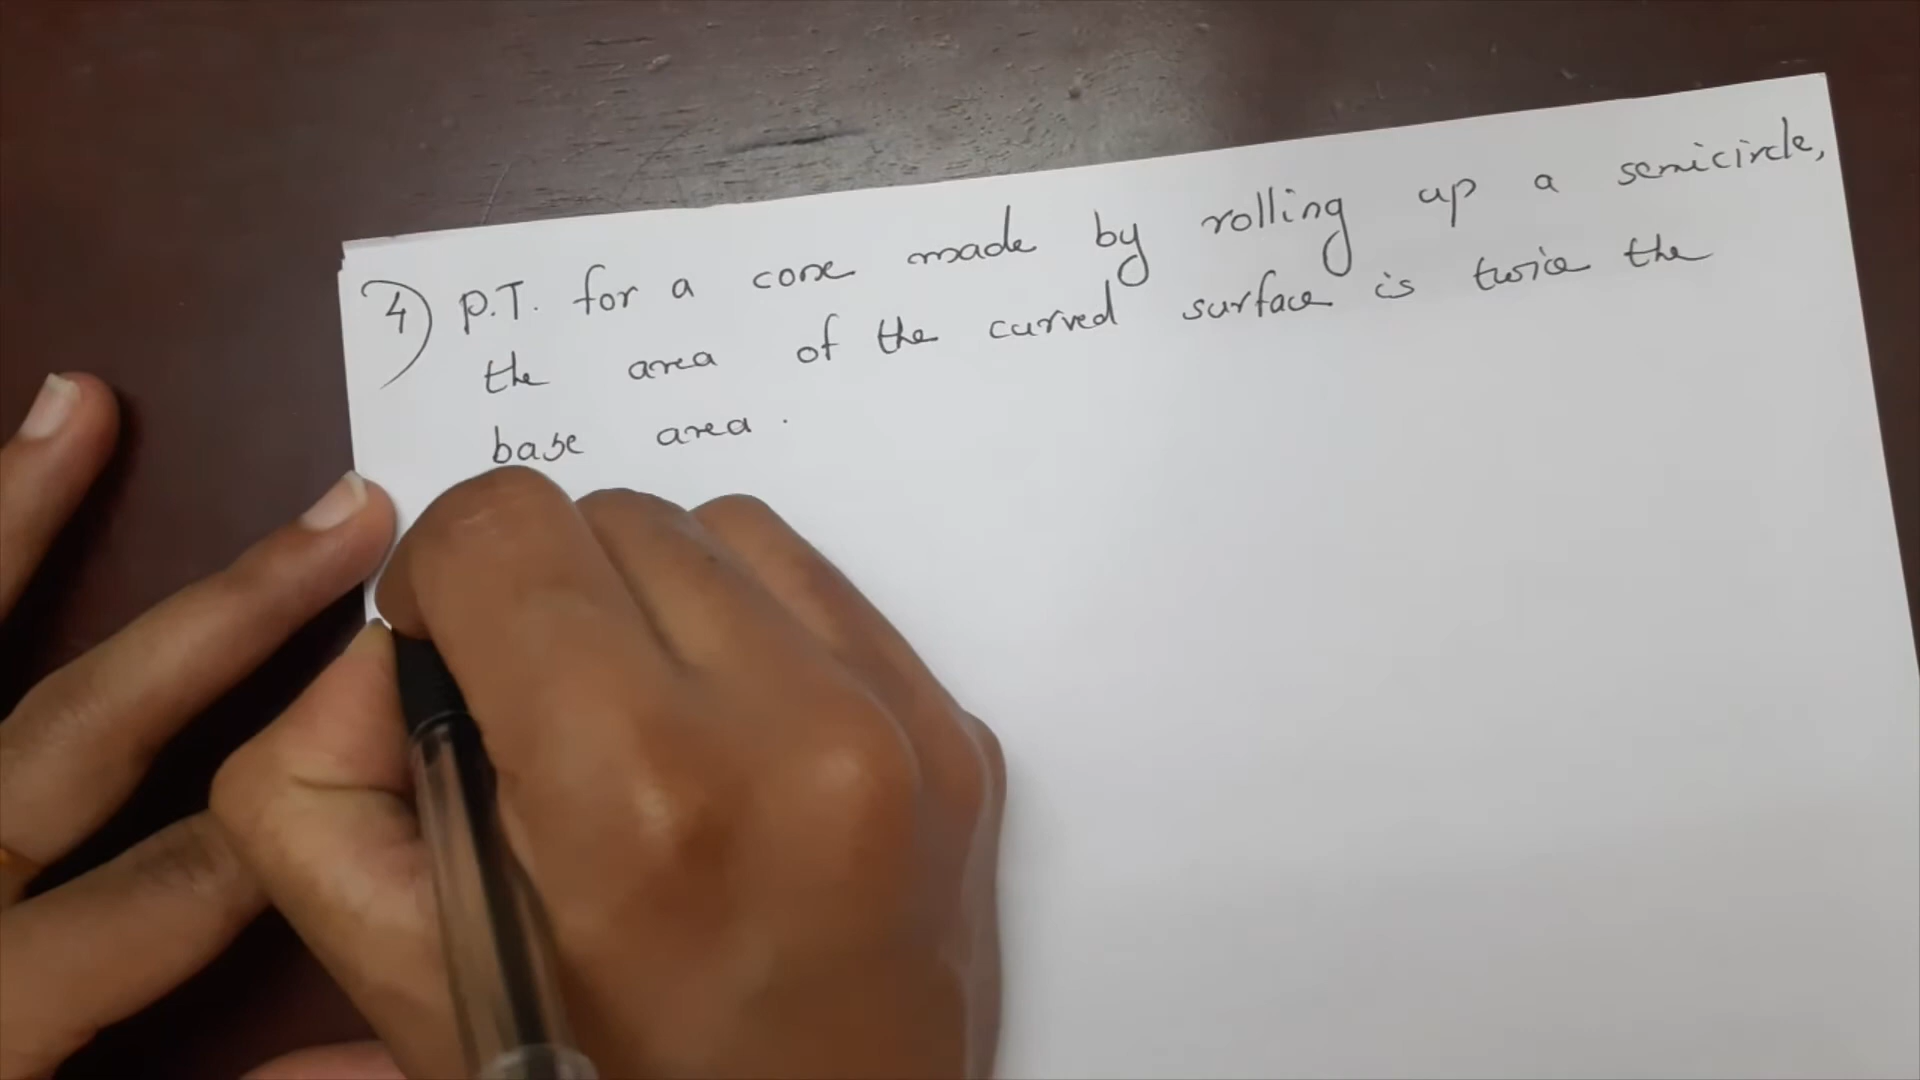 4) P.T. for a cone made by rolling up a semicircle,
the area of the curved surface is twice the
base area.